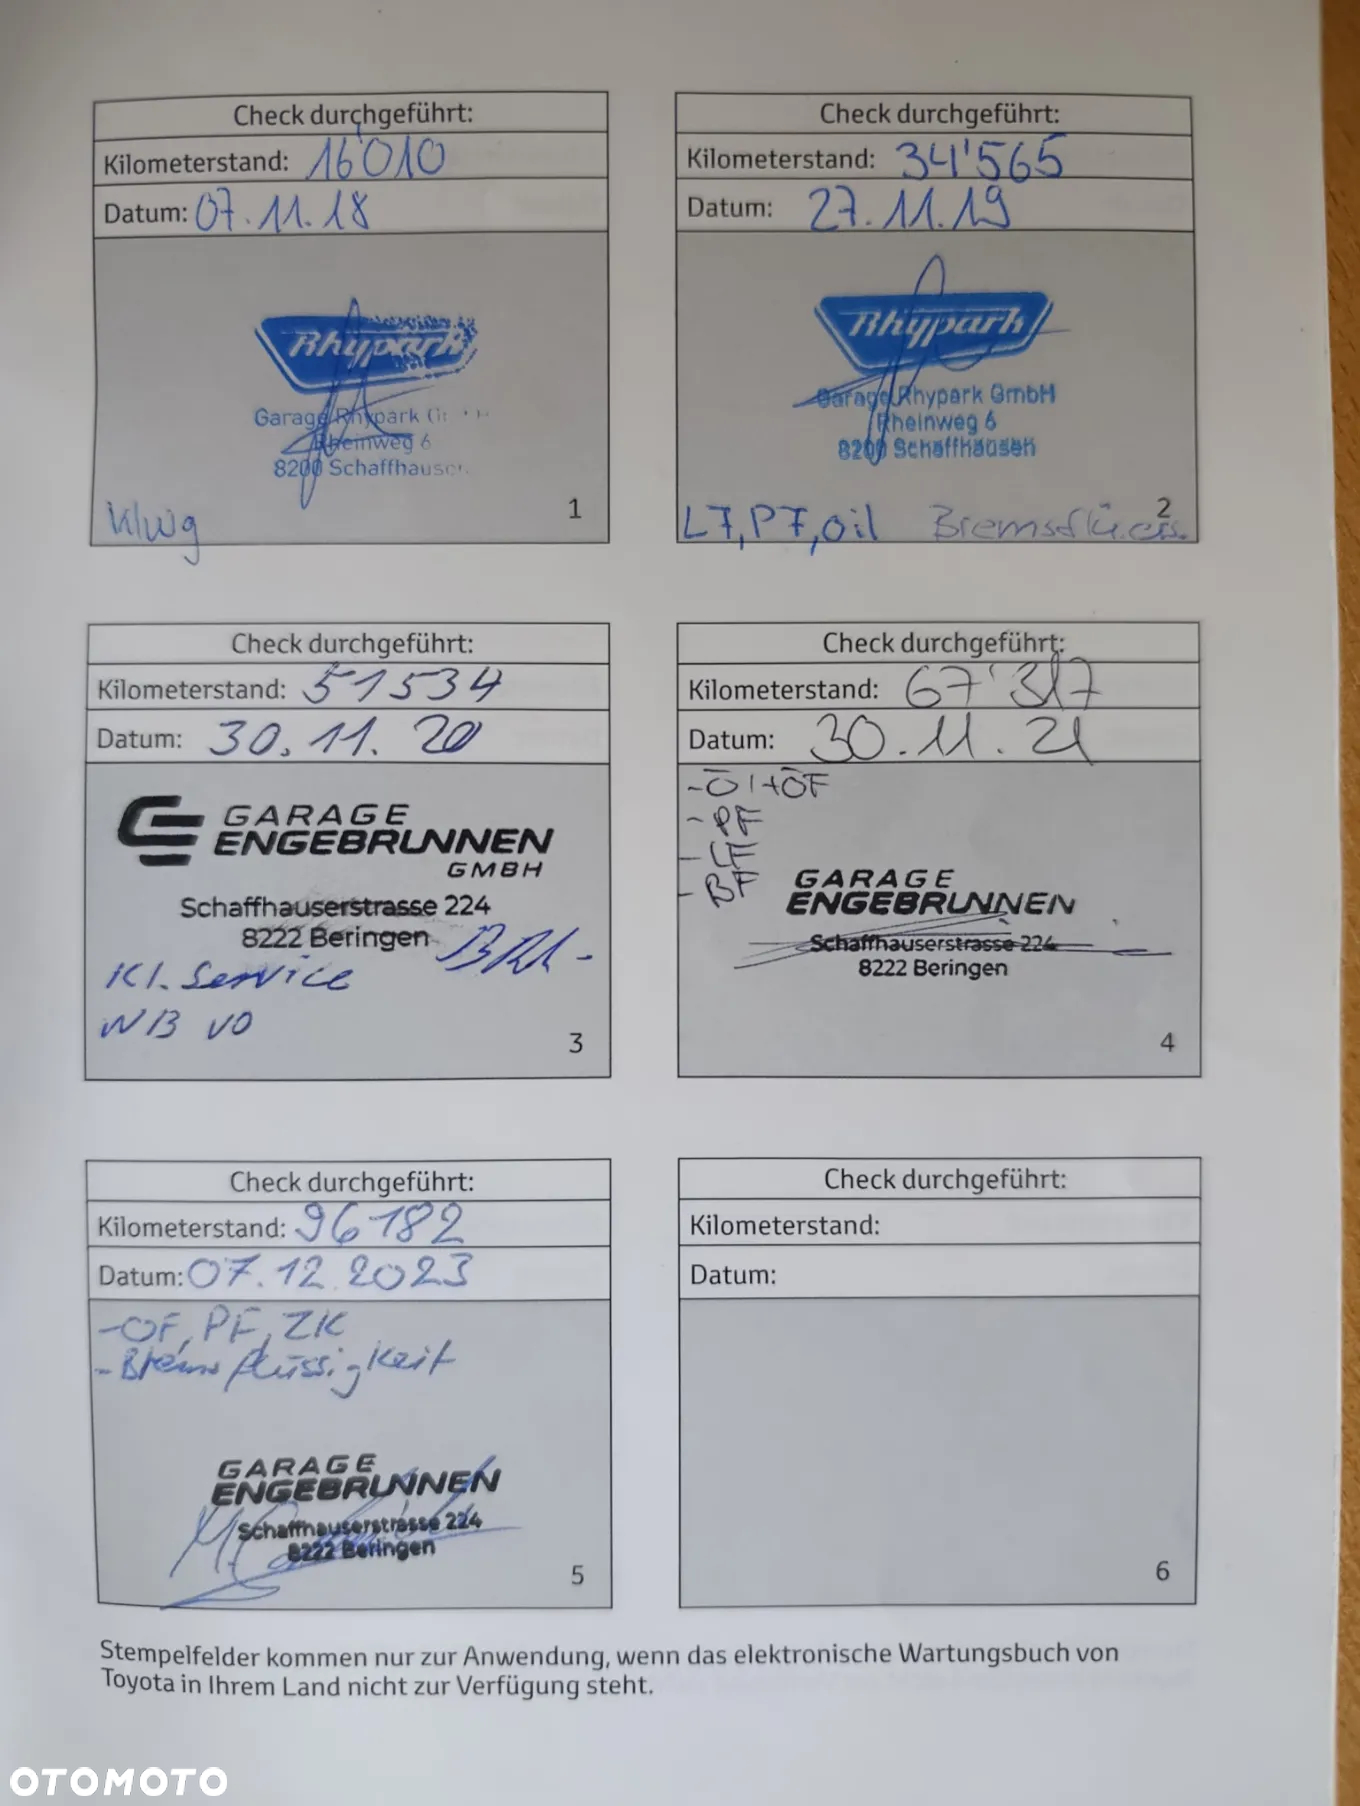 Check durchgeführt:
Kilometerstand: 16'010
Datum: 07.11.18
Rhypark
Garage Rhypark
Rheinweg 6
8200 Schaffhausen
1
Check durchgeführt:
Kilometerstand: 34'565
Datum: 27.11.19
Rhypark
Garage Rhypark GmbH
Rheinweg 6
8200 Schaffhausen
2
L7, P7, oil Bremsflüss.
Check durchgeführt:
Kilometerstand: 51534
Datum: 30.11.20
GARAGE
ENGEBRUNNEN
GMBH
Schaffhauserstrasse 224
8222 Beringen
Kl. Service
WB VO
3
Check durchgeführt:
Kilometerstand: 67'317
Datum: 30.11.21
- Öl+ÖF
- PF
- LF
- BF
GARAGE
ENGEBRUNNEN
Schaffhauserstrasse 224
8222 Beringen
4
Check durchgeführt:
Kilometerstand: 96182
Datum: 07.12.2023
- OF, PF, ZK
- Bremsflüssigkeit
GARAGE
ENGEBRUNNEN
Schaffhauserstrasse 224
8222 Beringen
5
Check durchgeführt:
Kilometerstand:
Datum:
6
Stempelfelder kommen nur zur Anwendung, wenn das elektronische Wartungsbuch von
Toyota in Ihrem Land nicht zur Verfügung steht.
OTOMOTO